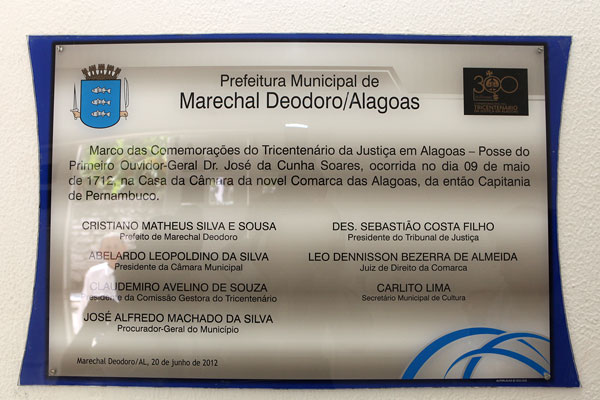 Prefeitura Municipal de
Marechal Deodoro/Alagoas
300
TRICENTENÁRIO
Marco das Comemorações do Tricentenário da Justiça em Alagoas – Posse do
Primeiro Ouvidor-Geral Dr. José da Cunha Soares, ocorrida no dia 09 de maio
de 1712, na Casa da Câmara da novel Comarca das Alagoas, da então Capitania
de Pernambuco.
CRISTIANO MATHEUS SILVA E SOUSA
Prefeito de Marechal Deodoro
DES. SEBASTIÃO COSTA FILHO
Presidente do Tribunal de Justiça
ABELARDO LEOPOLDINO DA SILVA
Presidente da Câmara Municipal
LEO DENNISSON BEZERRA DE ALMEIDA
Juiz de Direito da Comarca
CLAUDEMIRO AVELINO DE SOUZA
Presidente da Comissão Gestora do Tricentenário
CARLITO LIMA
Secretário Municipal de Cultura
JOSÉ ALFREDO MACHADO DA SILVA
Procurador-Geral do Município
Marechal Deodoro/AL, 20 de junho de 2012